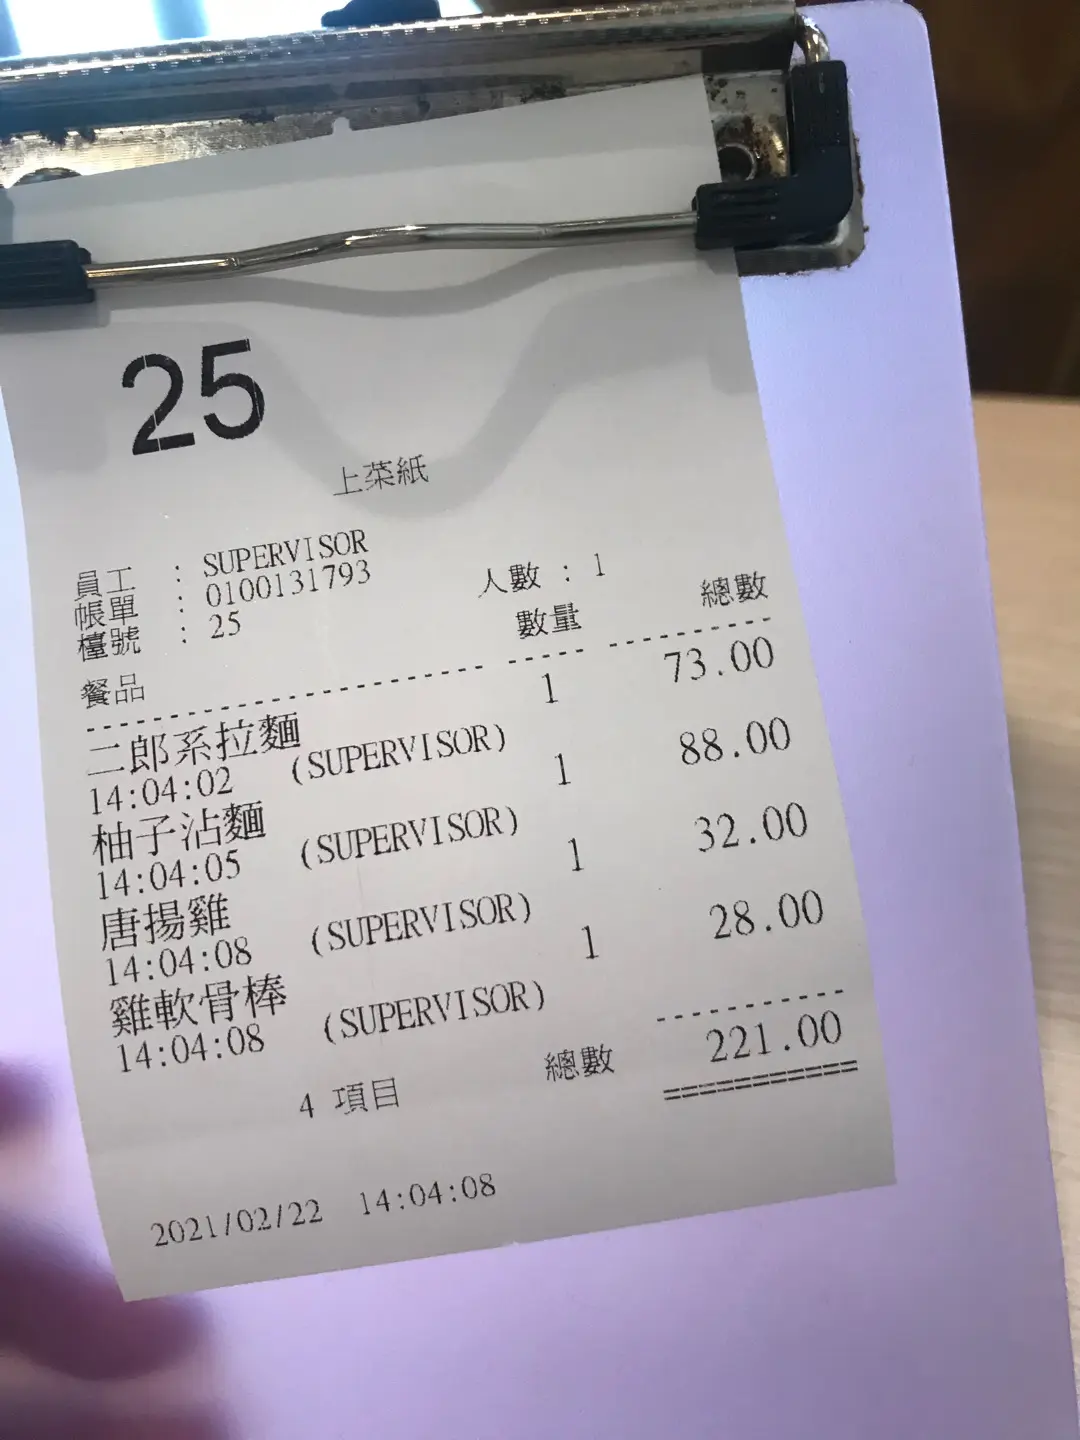 25
上菜紙
員工 : SUPERVISOR
帳單 : 0100131793
檯號 : 25 人數 : 1
餐品 數量 總數
二郎系拉麵 1 73.00
14:04:02 (SUPERVISOR)
柚子沾麵 1 88.00
14:04:05 (SUPERVISOR)
唐揚雞 1 32.00
14:04:08 (SUPERVISOR)
雞軟骨棒 1 28.00
14:04:08 (SUPERVISOR)
4 項目 總數 221.00
2021/02/22 14:04:08